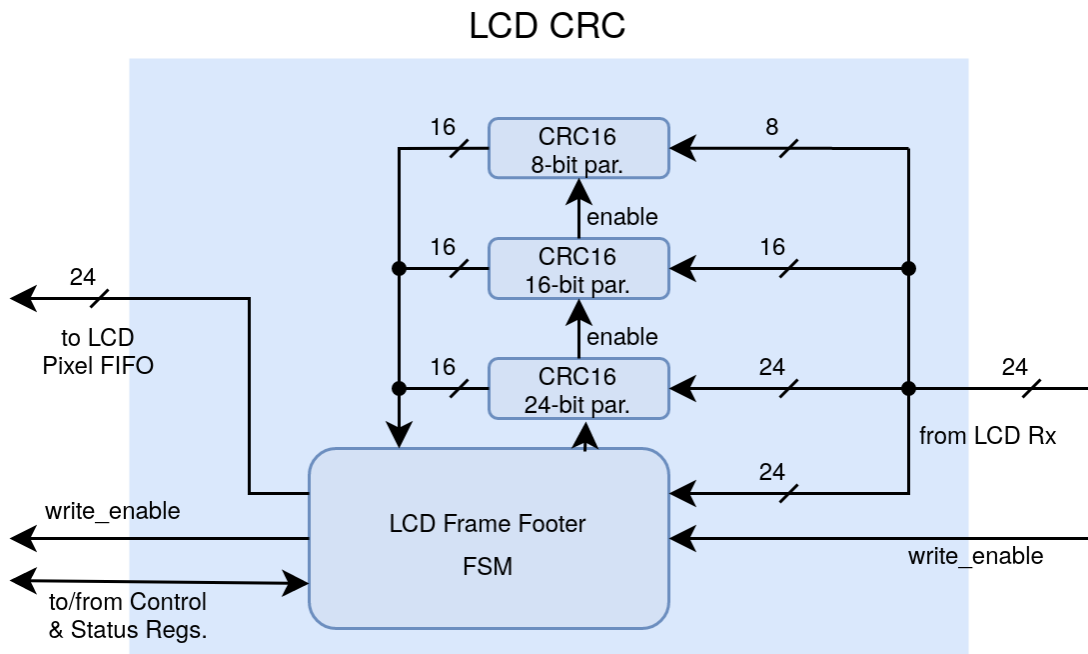 LCD CRC
16
CRC16
8-bit par.
8
enable
16
CRC16
16-bit par.
16
24
to LCD
Pixel FIFO
enable
16
CRC16
24-bit par.
24
24
from LCD Rx
24
write_enable
LCD Frame Footer
FSM
write_enable
to/from Control
& Status Regs.